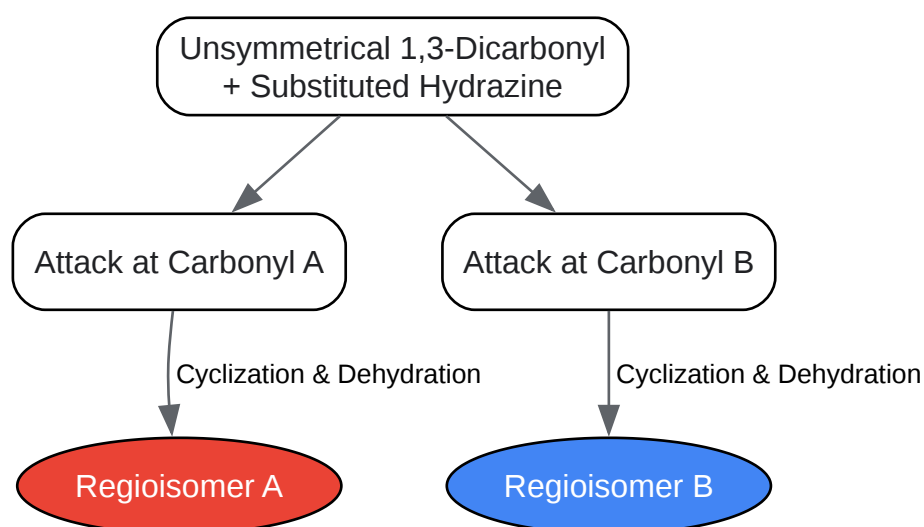 Unsymmetrical 1,3-Dicarbonyl
+ Substituted Hydrazine
Attack at Carbonyl A
Attack at Carbonyl B
Cyclization & Dehydration
Cyclization & Dehydration
Regioisomer A
Regioisomer B